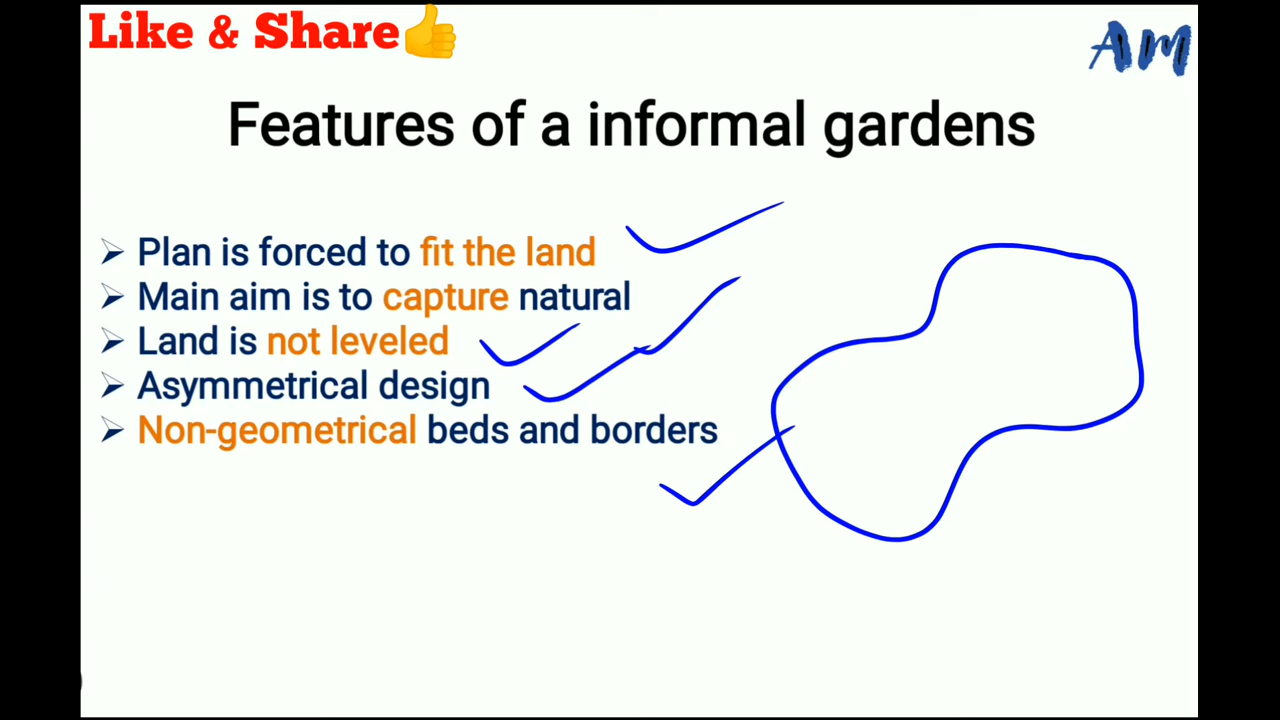 Like & Share👍
AM
Features of a informal gardens
➢ Plan is forced to fit the land
➢ Main aim is to capture natural
➢ Land is not leveled
➢ Asymmetrical design
➢ Non-geometrical beds and borders